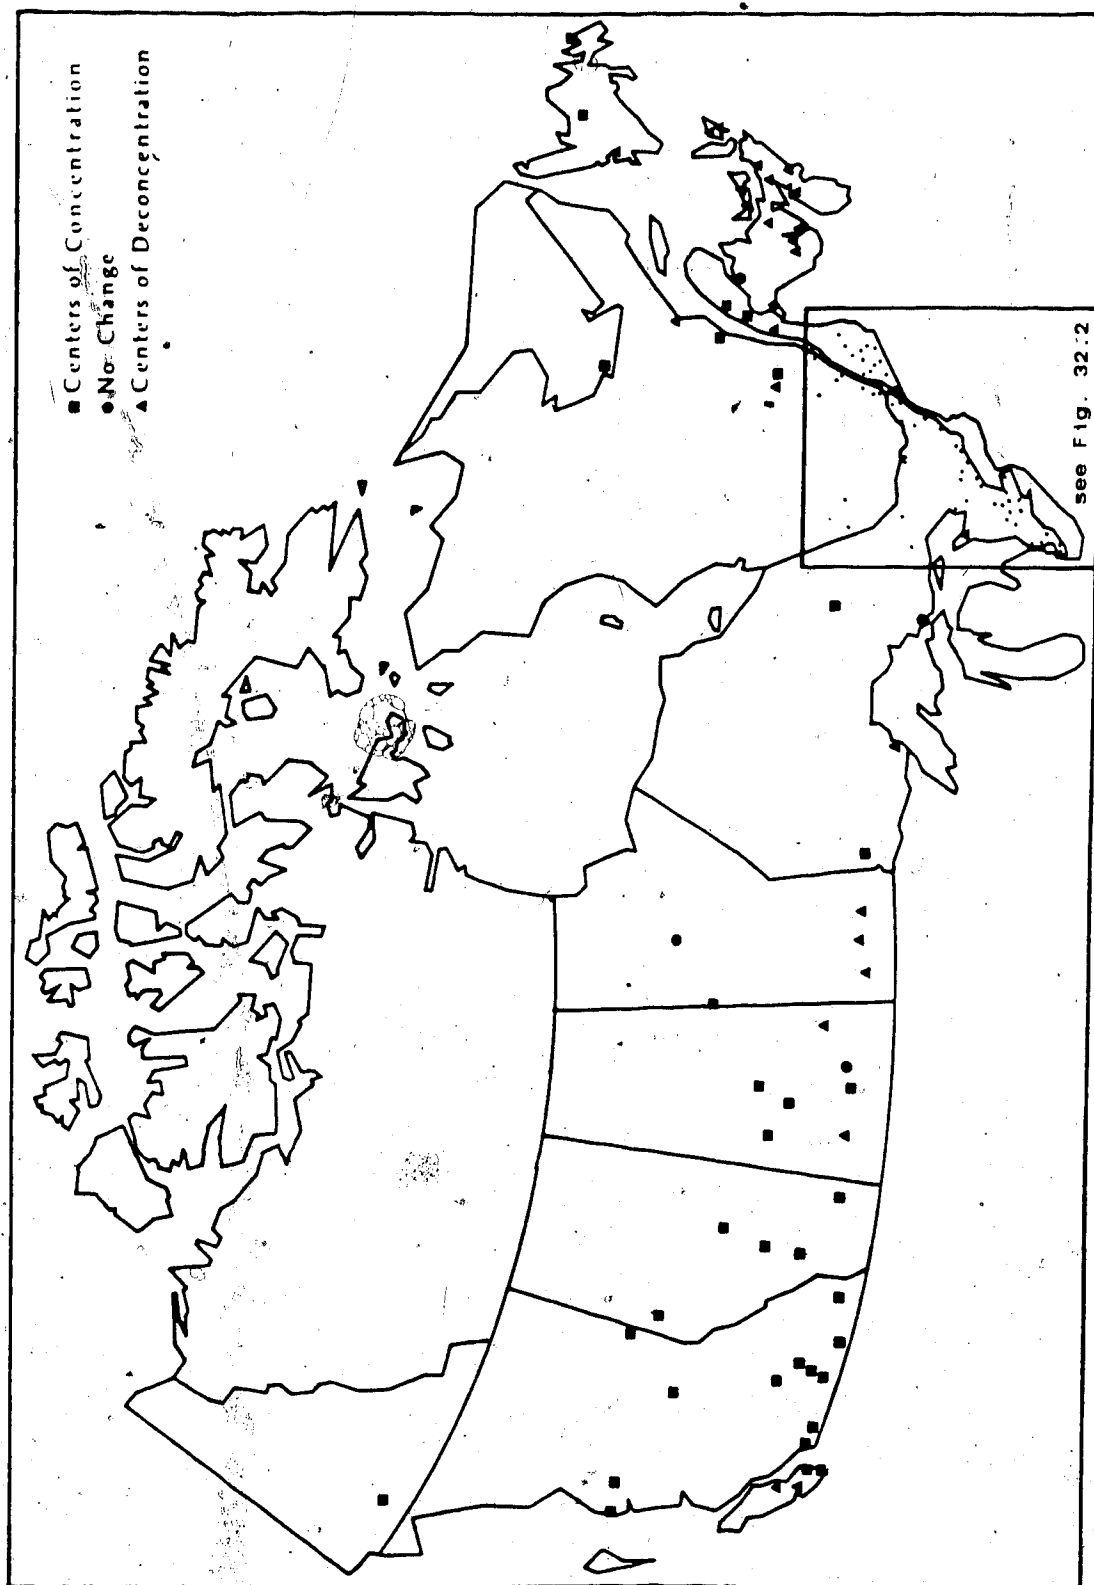 Centers of Concentration
No Change
Centers of Deconcentration
see Fig. 32.2